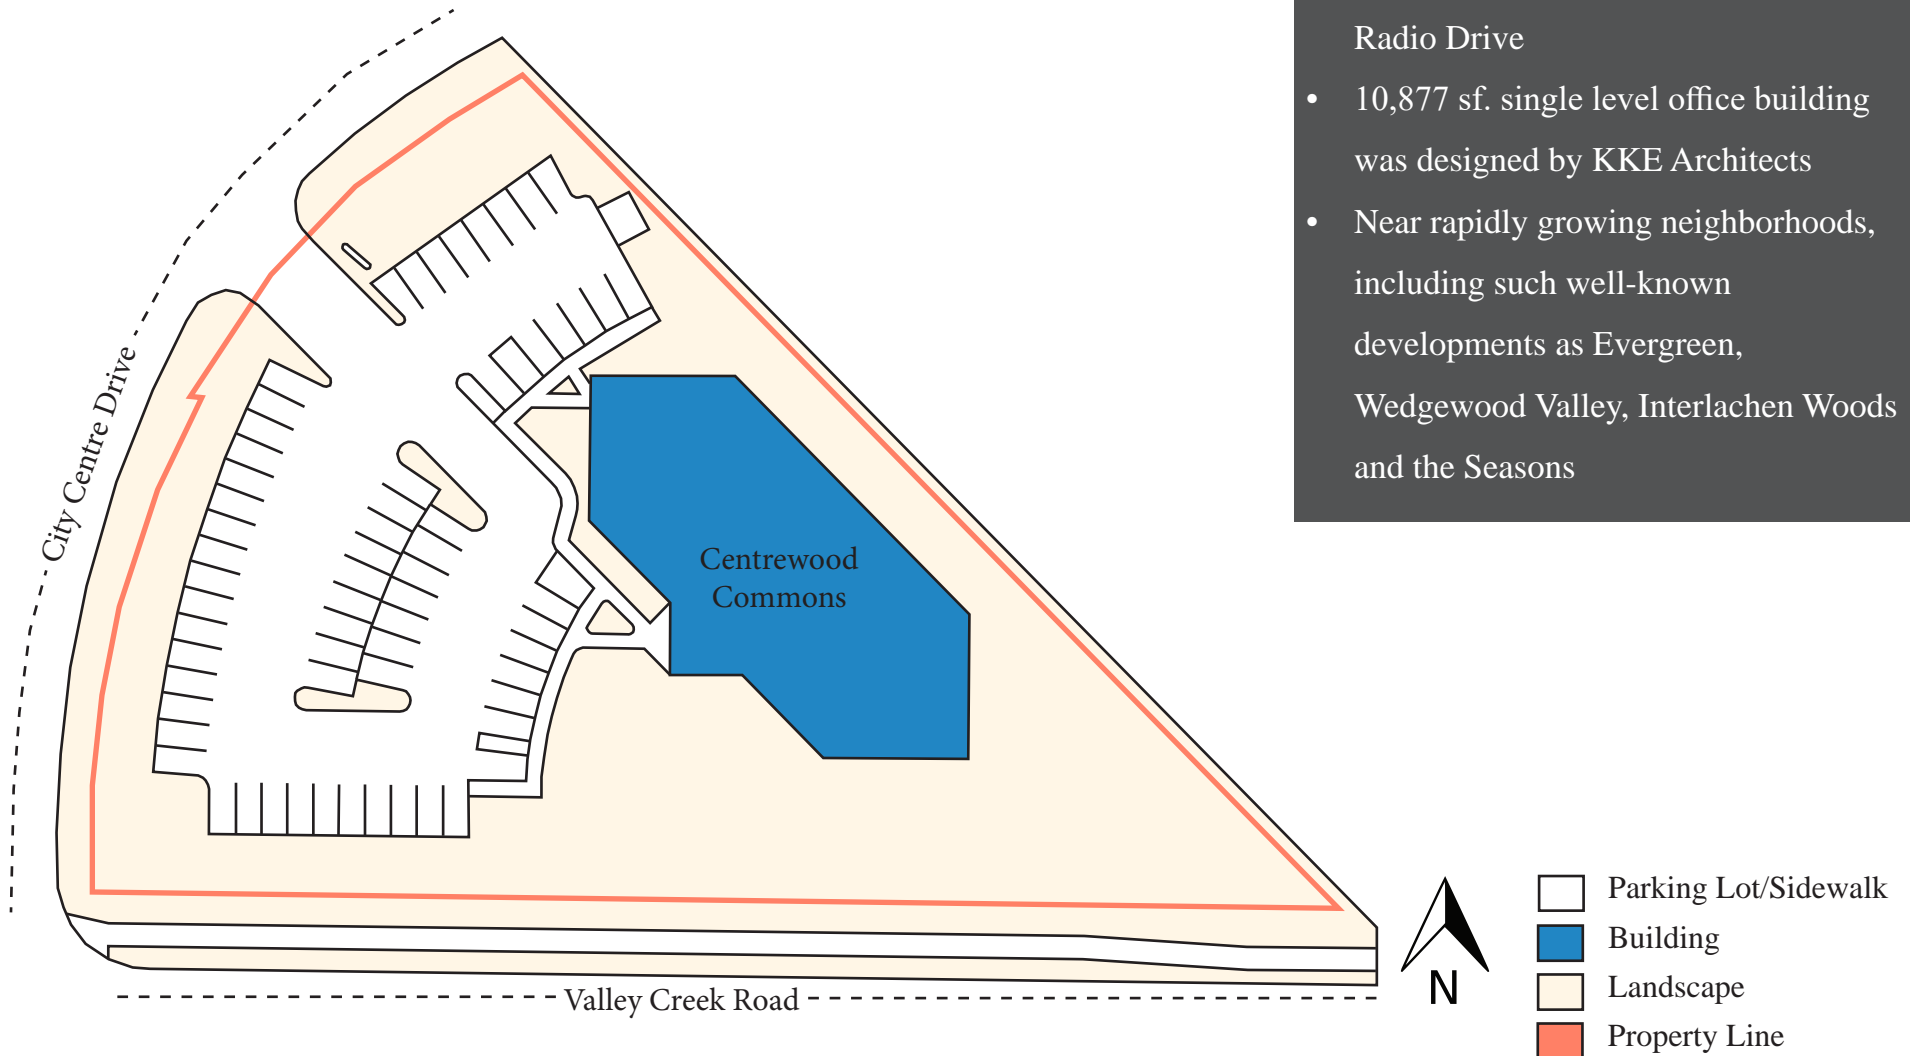 Radio Drive
• 10,877 sf. single level office building
was designed by KKE Architects
• Near rapidly growing neighborhoods,
including such well-known
developments as Evergreen,
Wedgewood Valley, Interlachen Woods
and the Seasons
City Centre Drive
Centrewood
Commons
Valley Creek Road
N
Parking Lot/Sidewalk
Building
Landscape
Property Line